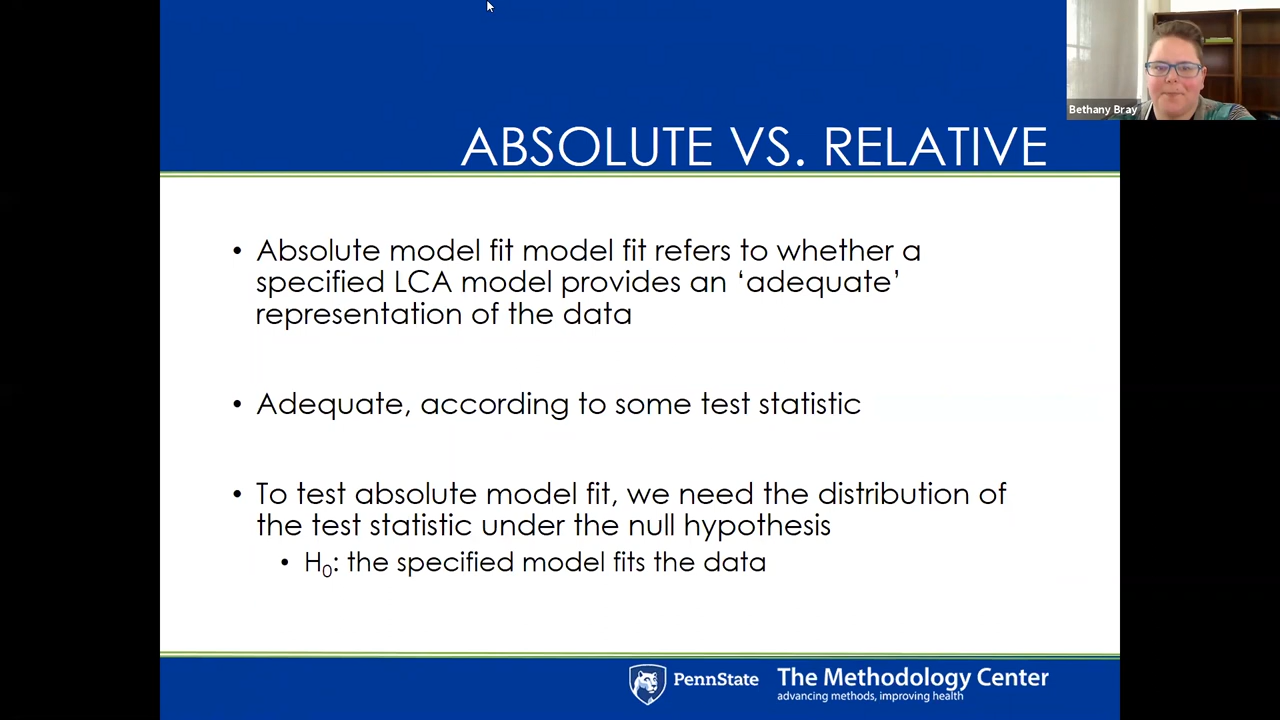 Bethany Bray
ABSOLUTE VS. RELATIVE
• Absolute model fit model fit refers to whether a
specified LCA model provides an ‘adequate’
representation of the data
• Adequate, according to some test statistic
• To test absolute model fit, we need the distribution of
the test statistic under the null hypothesis
• H₀: the specified model fits the data
PennState
The Methodology Center
advancing methods, improving health